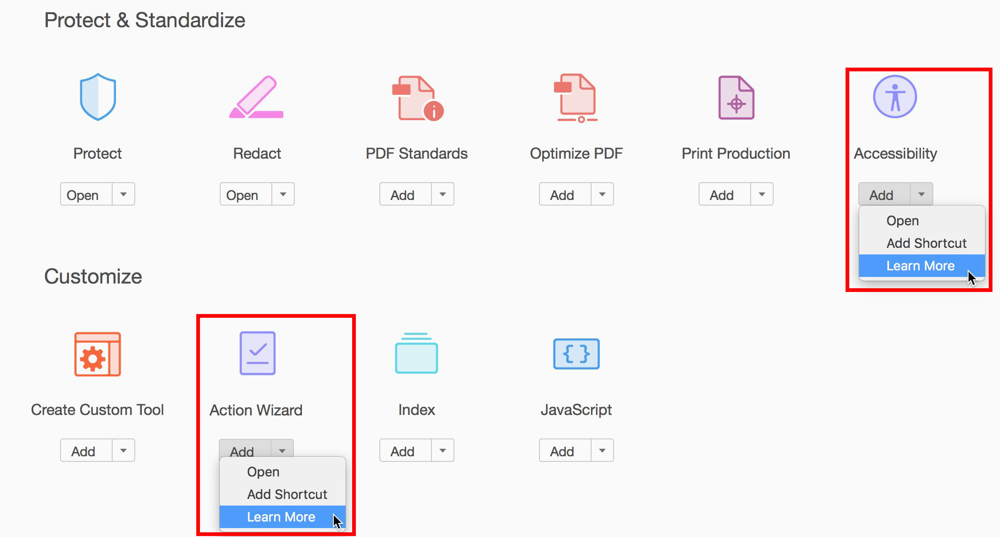 Protect & Standardize
Protect
Redact
PDF Standards
Optimize PDF
Print Production
Accessibility
Open
Open
Add
Add
Add
Add
Open
Add Shortcut
Learn More
Customize
Create Custom Tool
Action Wizard
Index
JavaScript
Add
Add
Add
Add
Open
Add Shortcut
Learn More